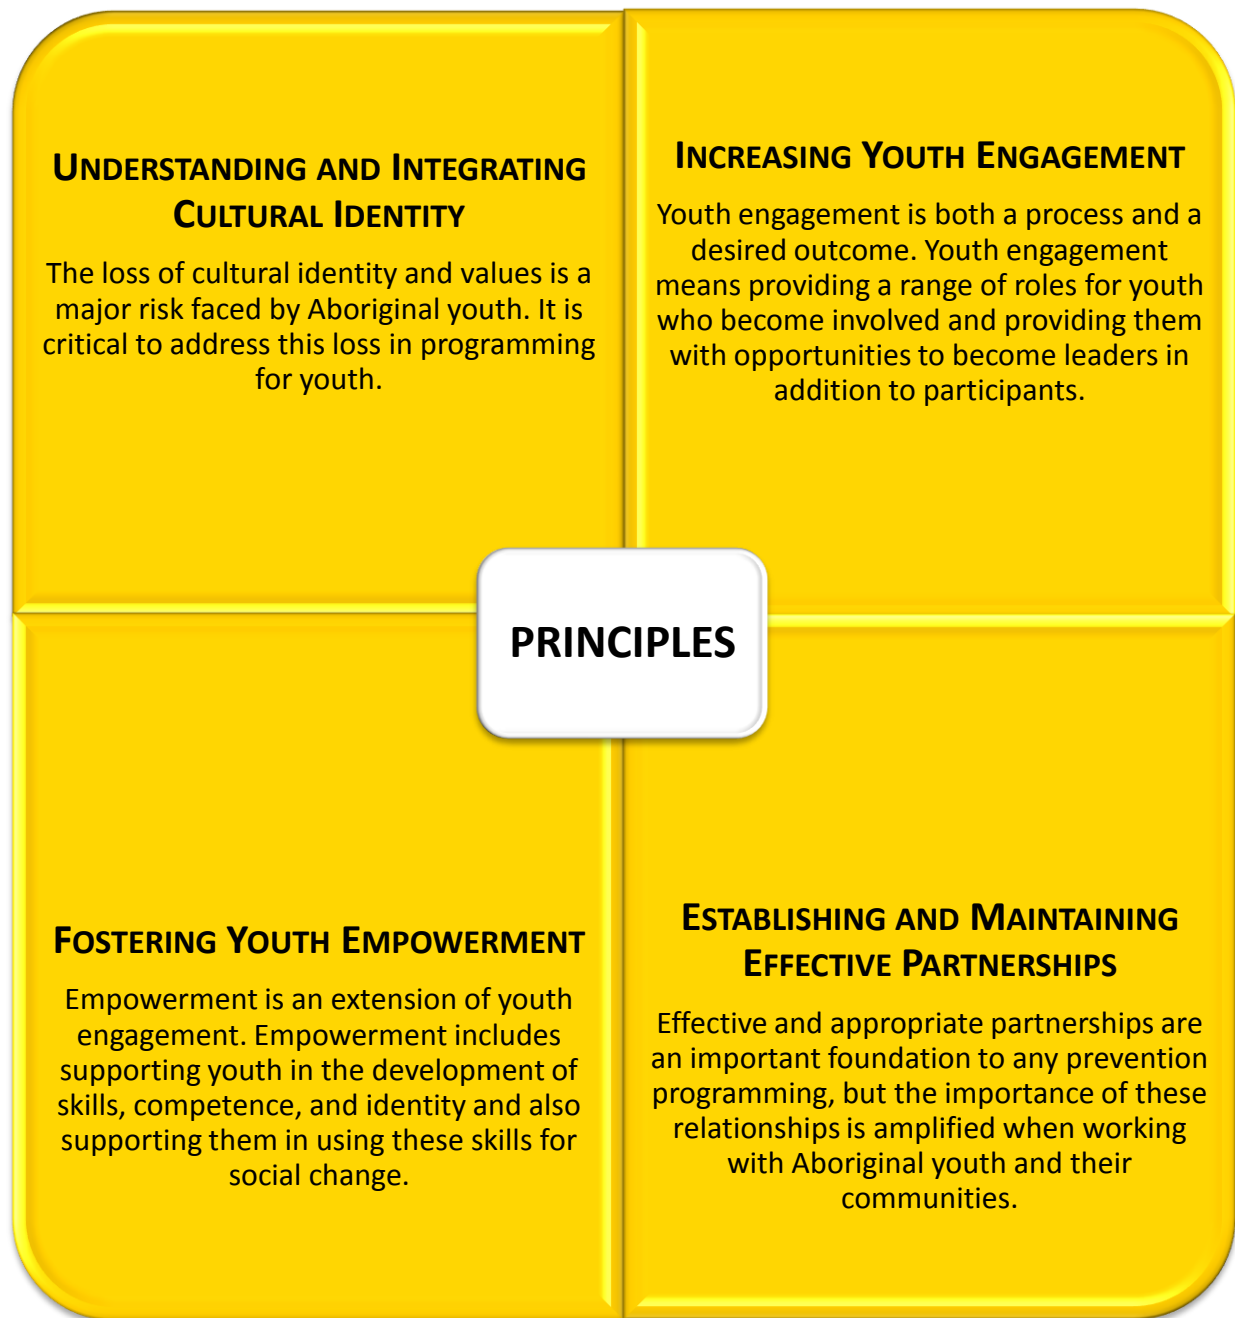 UNDERSTANDING AND INTEGRATING
CULTURAL IDENTITY
The loss of cultural identity and values is a
major risk faced by Aboriginal youth. It is
critical to address this loss in programming
for youth.
INCREASING YOUTH ENGAGEMENT
Youth engagement is both a process and a
desired outcome. Youth engagement
means providing a range of roles for youth
who become involved and providing them
with opportunities to become leaders in
addition to participants.
PRINCIPLES
FOSTERING YOUTH EMPOWERMENT
Empowerment is an extension of youth
engagement. Empowerment includes
supporting youth in the development of
skills, competence, and identity and also
supporting them in using these skills for
social change.
ESTABLISHING AND MAINTAINING
EFFECTIVE PARTNERSHIPS
Effective and appropriate partnerships are
an important foundation to any prevention
programming, but the importance of these
relationships is amplified when working
with Aboriginal youth and their
communities.